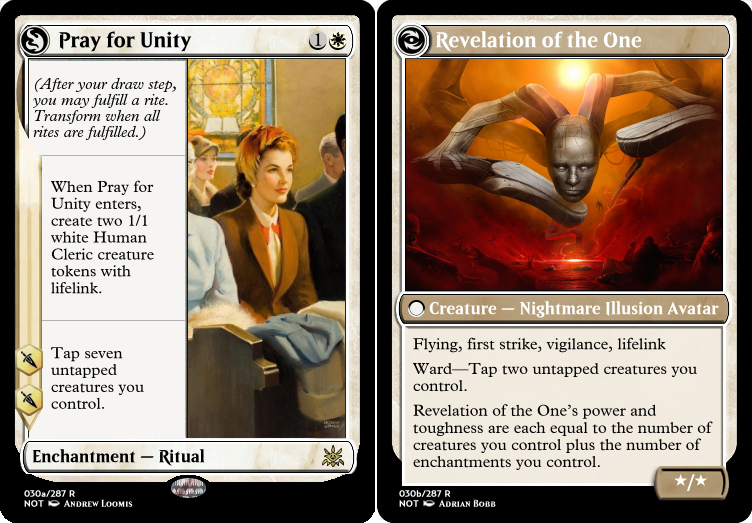 Pray for Unity
1
(After your draw step,
you may fulfill a rite.
Transform when all
rites are fulfilled.)
When Pray for
Unity enters,
create two 1/1
white Human
Cleric creature
tokens with
lifelink.
Tap seven
untapped
creatures you
control.
Enchantment — Ritual
030a/287 R
NOT Andrew Loomis
Revelation of the One
Creature — Nightmare Illusion Avatar
Flying, first strike, vigilance, lifelink
Ward—Tap two untapped creatures you
control.
Revelation of the One's power and
toughness are each equal to the number of
creatures you control plus the number of
enchantments you control.
★/★
030b/287 R
NOT Adrian Bobb